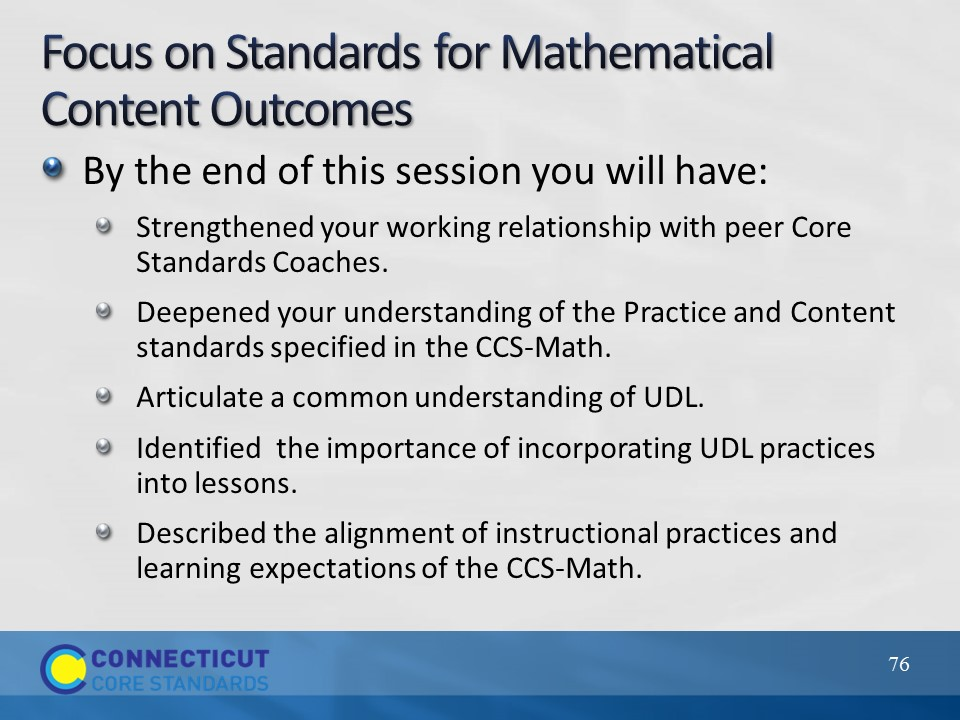 Focus on Standards for Mathematical
Content Outcomes
By the end of this session you will have:
Strengthened your working relationship with peer Core
Standards Coaches.
Deepened your understanding of the Practice and Content
standards specified in the CCS-Math.
Articulate a common understanding of UDL.
Identified  the importance of incorporating UDL practices
into lessons.
Described the alignment of instructional practices and
learning expectations of the CCS-Math.
CONNECTICUT
CORE STANDARDS
76